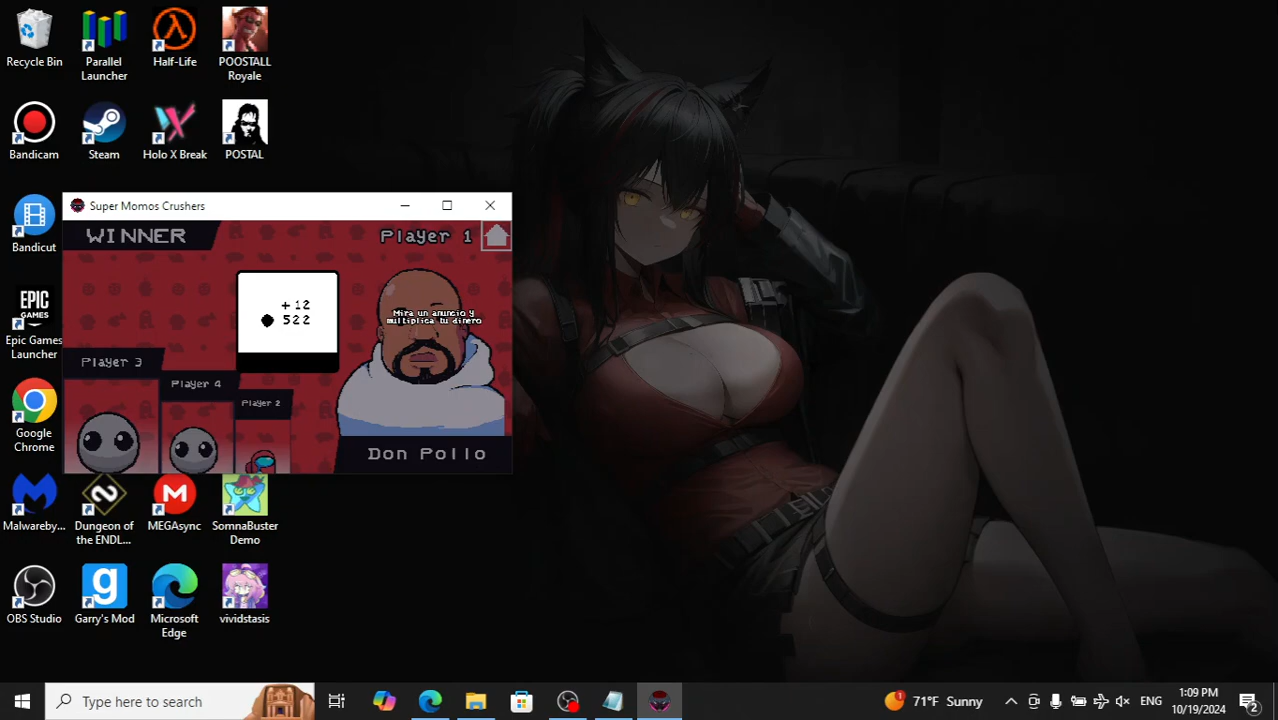 Recycle Bin
Parallel
Launcher
Half-Life
POOSTALL
Royale
Bandicam
Steam
Holo X Break
POSTAL
Bandicut
Super Momos Crushers
WINNER
Player 1
+ 12
522
Mira un anuncio y
multiplica tu dinero
Player 3
Player 4
Player 2
Don Pollo
EPIC
GAMES
Epic Games
Launcher
Google
Chrome
Malwareby...
Dungeon of
the ENDL...
MEGAsync
SomnaBuster
Demo
OBS Studio
Garry's Mod
Microsoft
Edge
vividstasis
Type here to search
1
71°F Sunny
ENG
1:09 PM
10/19/2024
2